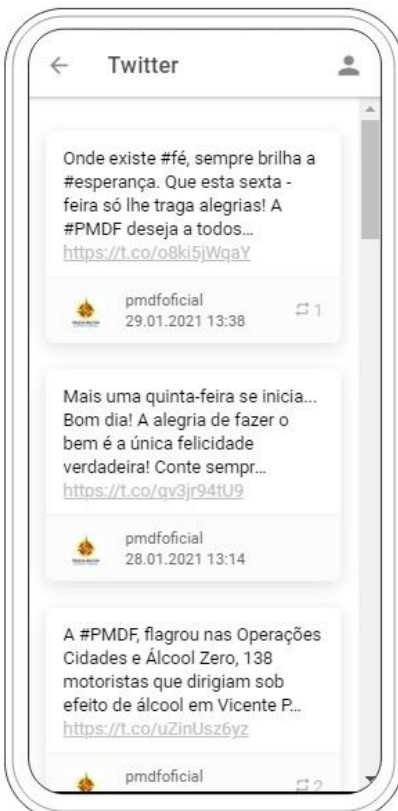 Twitter
Onde existe #fé, sempre brilha a
#esperança. Que esta sexta -
feira só lhe traga alegrias! A
#PMDF deseja a todos...
https://t.co/o8ki5jWqaY
pmdfoficial
29.01.2021 13:38
1
Mais uma quinta-feira se inicia...
Bom dia! A alegria de fazer o
bem é a única felicidade
verdadeira! Conte sempr...
https://t.co/qv3jr94tU9
pmdfoficial
28.01.2021 13:14
A #PMDF, flagrou nas Operações
Cidades e Álcool Zero, 138
motoristas que dirigiam sob
efeito de álcool em Vicente P...
https://t.co/uZinUsz6yz
pmdfoficial
2